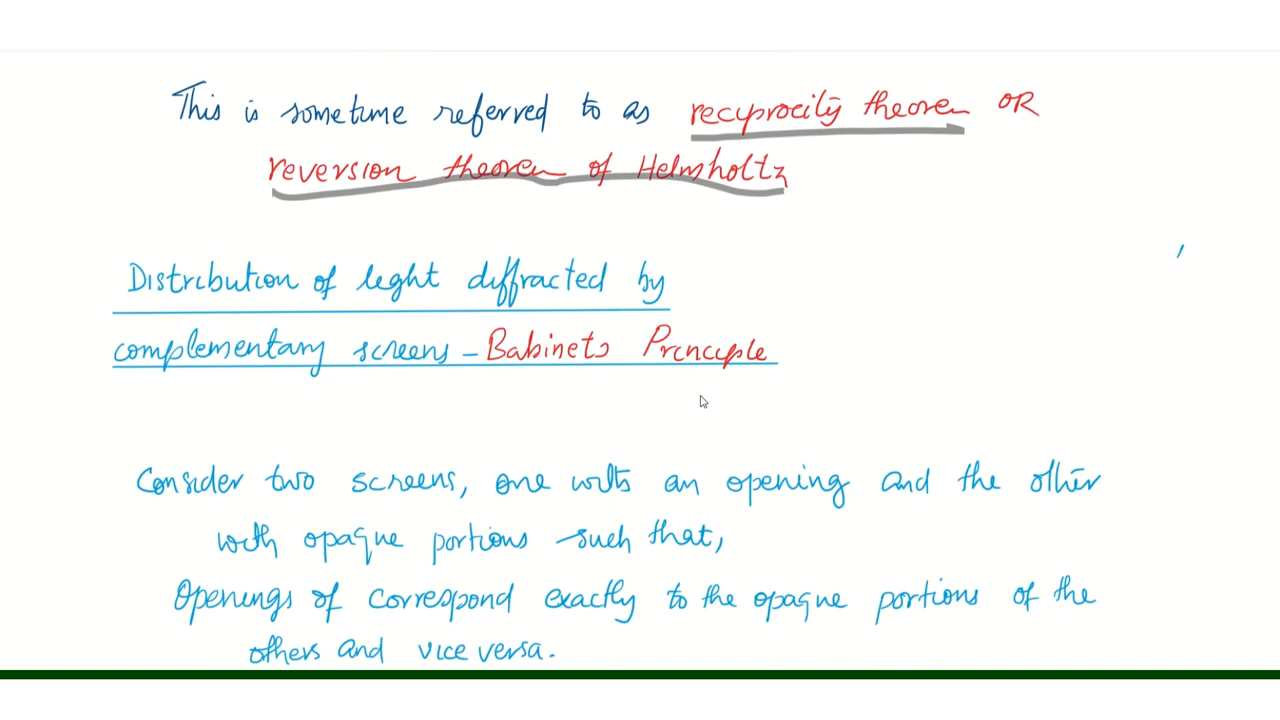 This is sometime referred to as reciprocity theorem OR
reversion theorem of Helmholtz
Distribution of light diffracted by
complementary screens - Babinets Principle
Consider two screens, one with an opening and the other
with opaque portions such that,
Openings of correspond exactly to the opaque portions of the
others and vice versa.